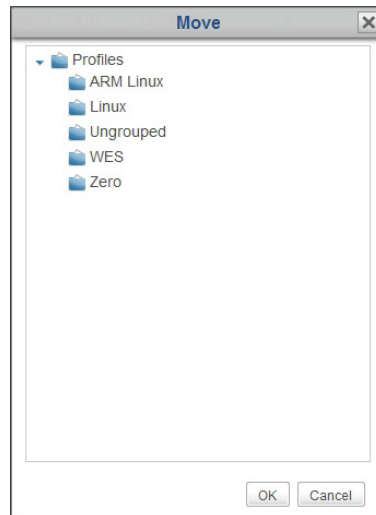 Move
Profiles
ARM Linux
Linux
Ungrouped
WES
Zero
OK Cancel